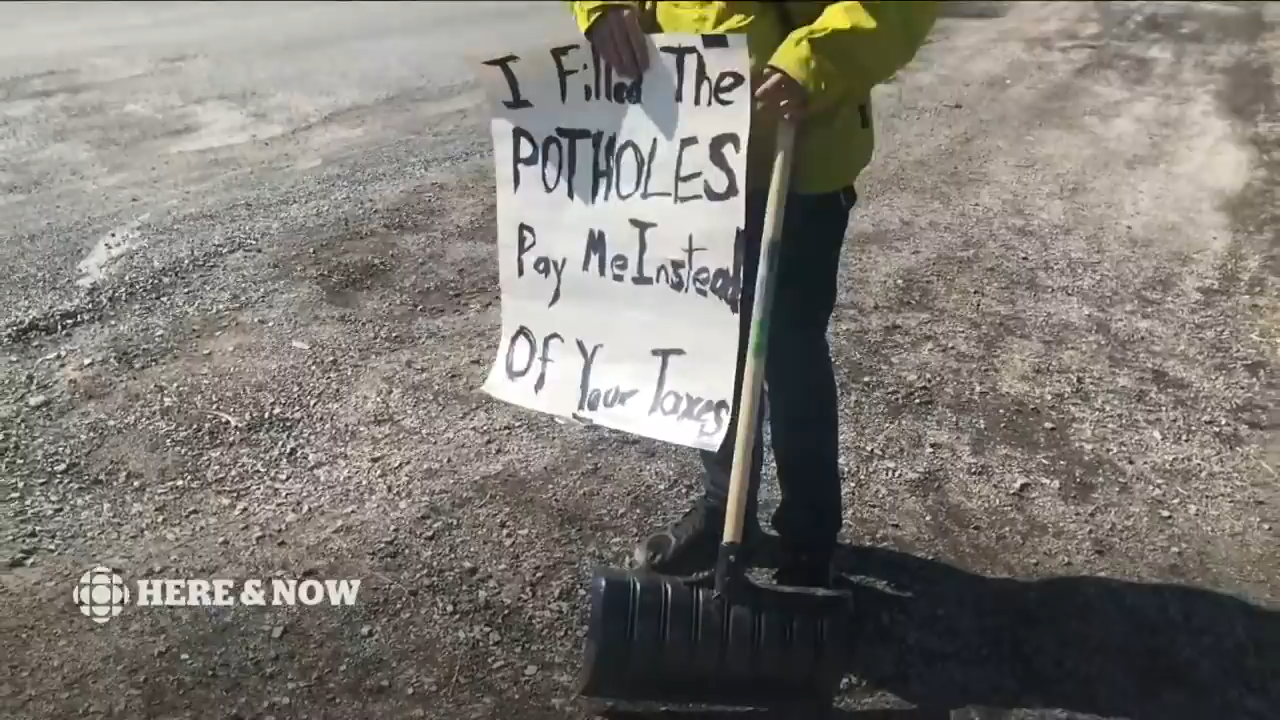 I Filled The
POTHOLES
Pay Me Instead
Of Your Taxes
HERE & NOW